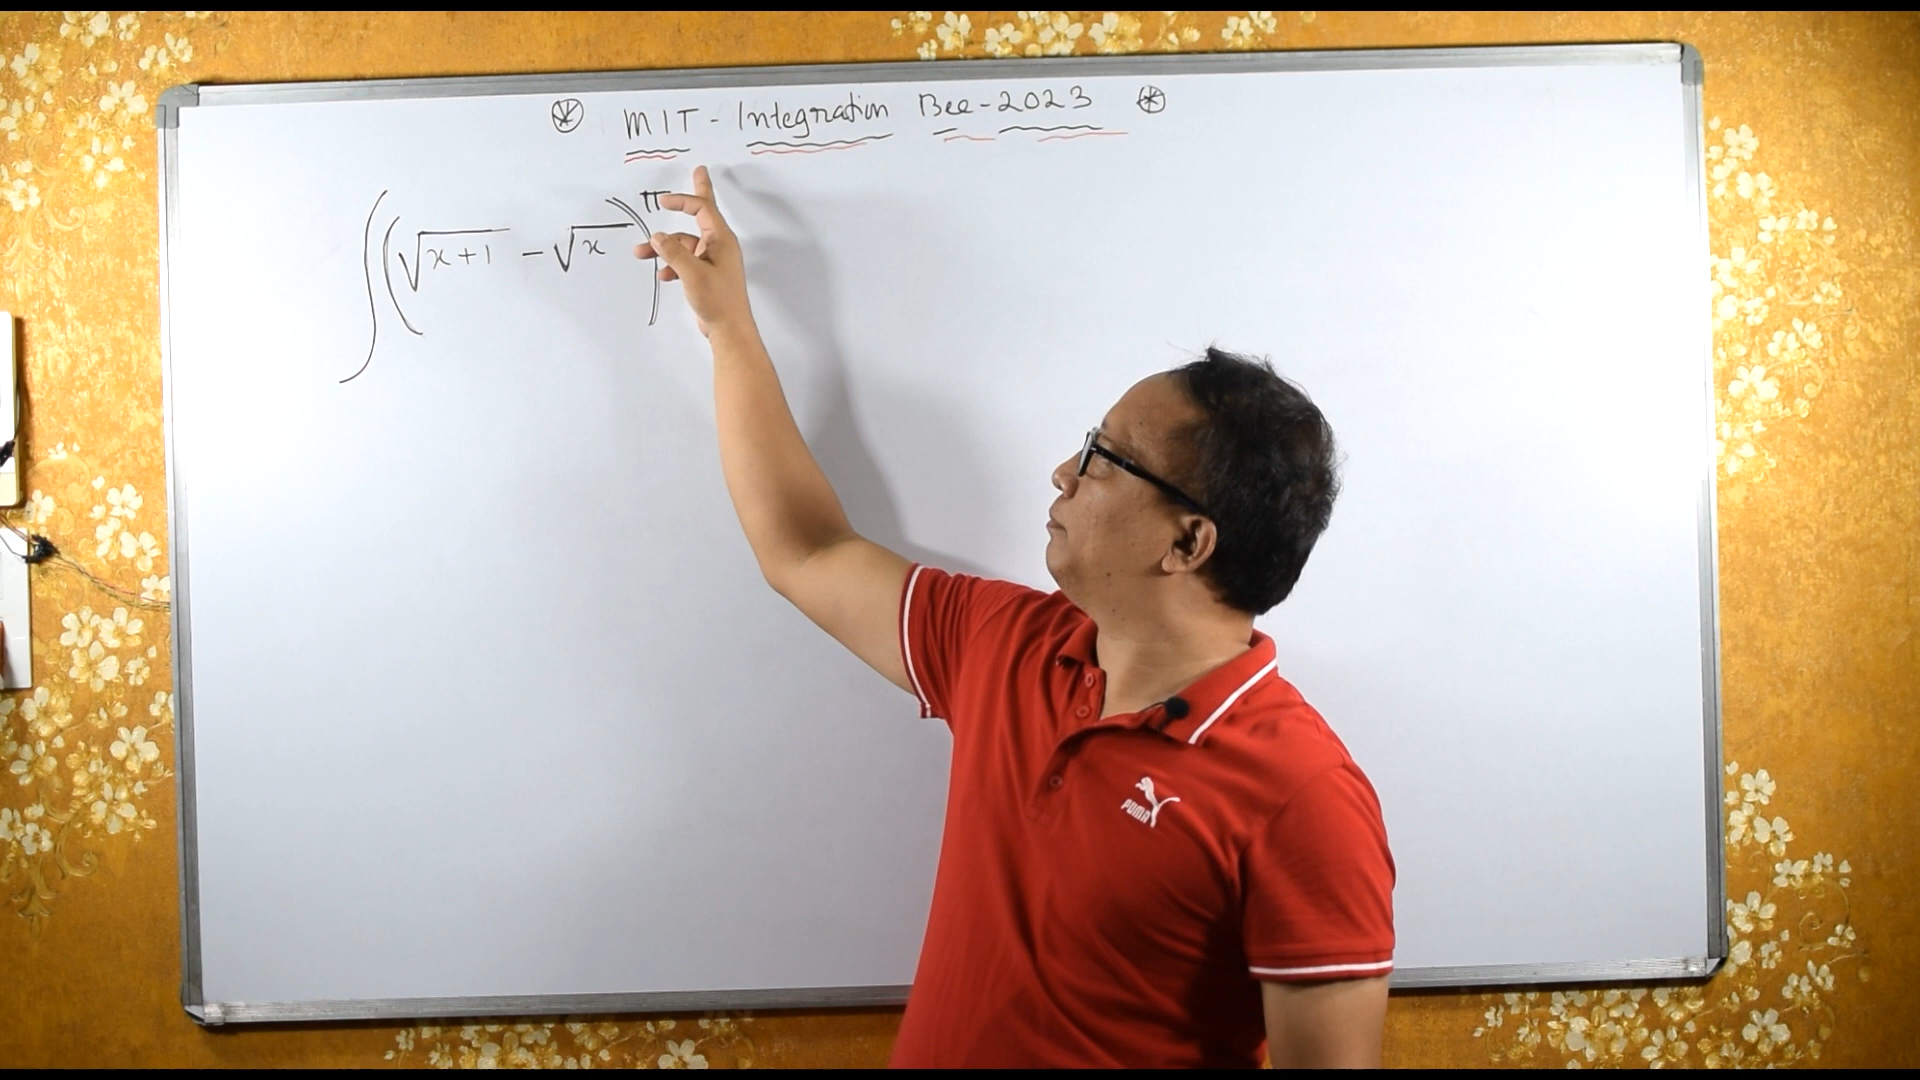 ⊛ MIT - Integration Bee - 2023 ⊛
∫(√(x+1) - √x)^π
PUMA